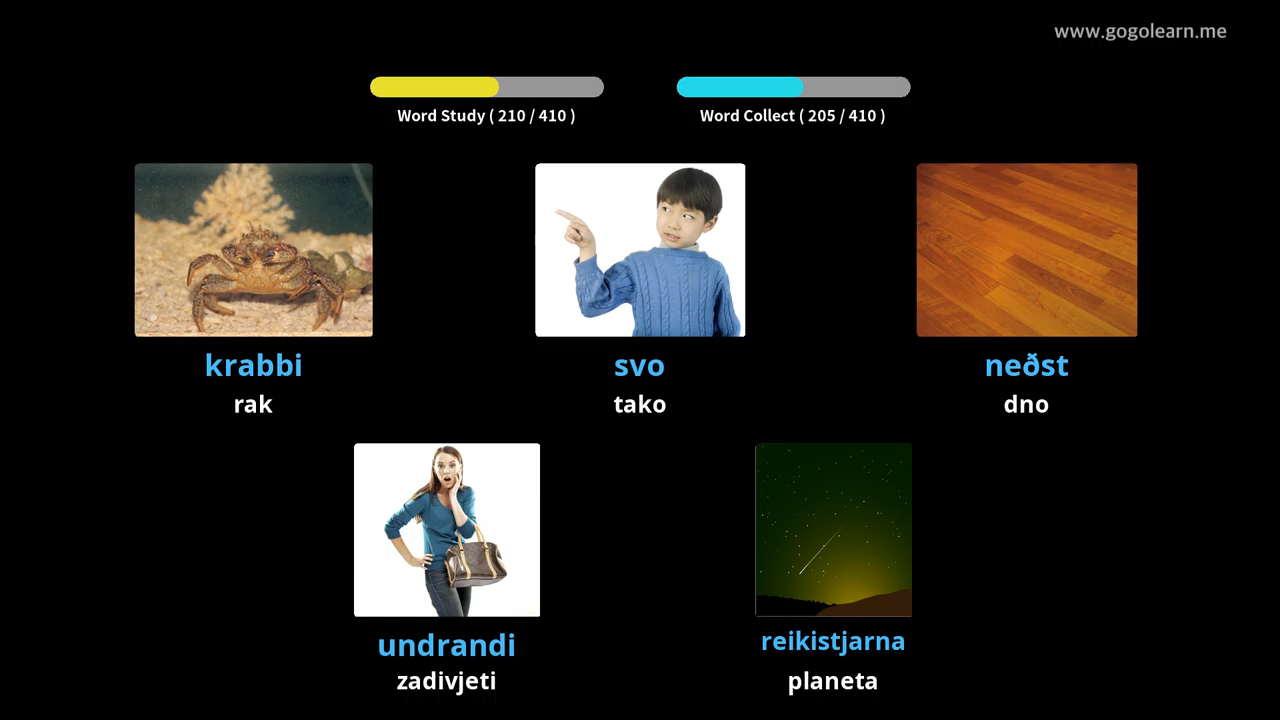 www.gogolearn.me
Word Study ( 210 / 410 )
Word Collect ( 205 / 410 )
krabbi
svo
neðst
rak
tako
dno
undrandi
reikistjarna
zadivjeti
planeta